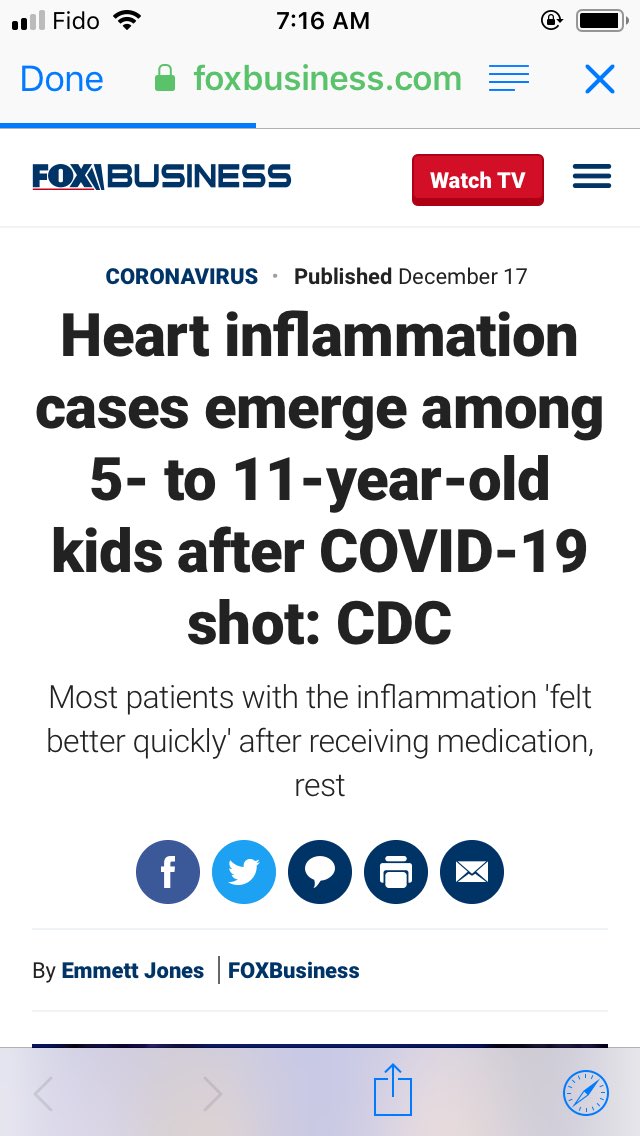 Fido 7:16 AM
Done foxbusiness.com
FOX BUSINESS Watch TV
CORONAVIRUS · Published December 17
Heart inflammation
cases emerge among
5- to 11-year-old
kids after COVID-19
shot: CDC
Most patients with the inflammation 'felt
better quickly' after receiving medication,
rest
f
By Emmett Jones | FOXBusiness